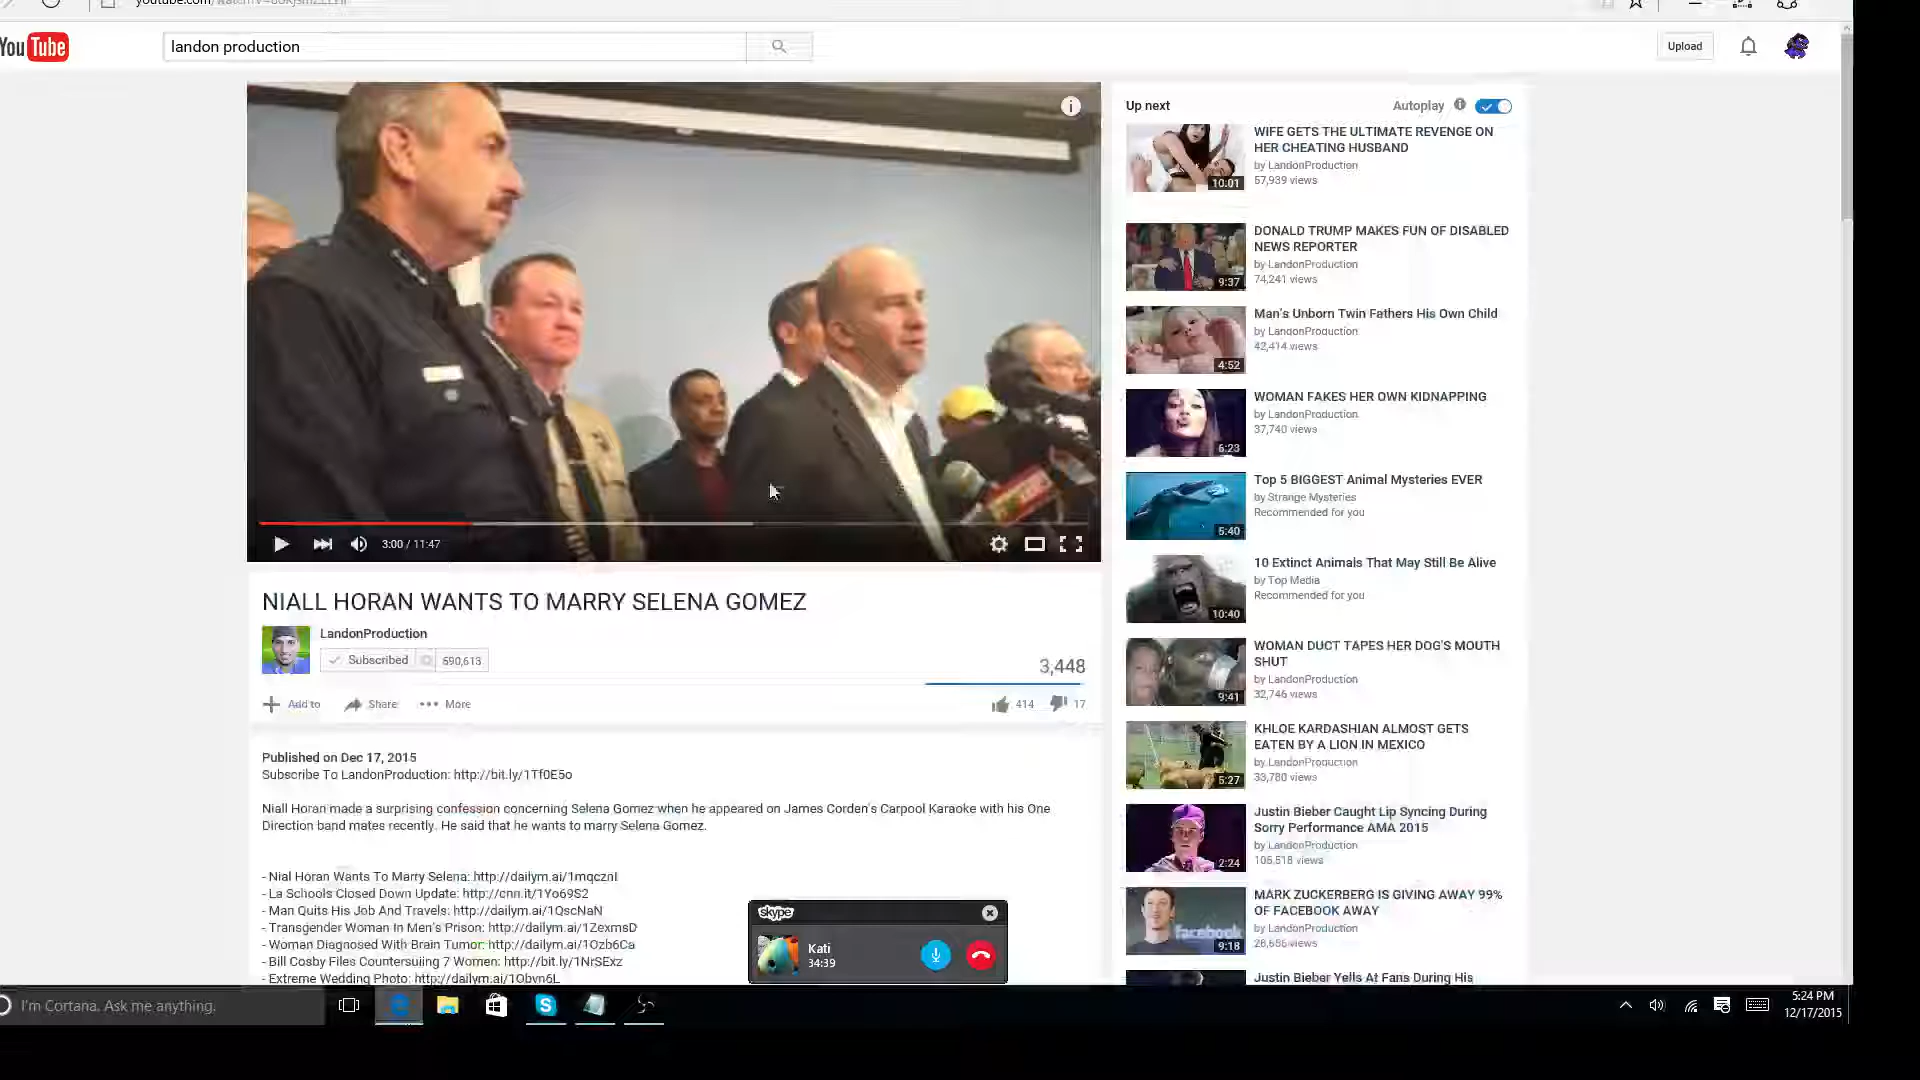 YouTube
landon production
Upload
Up next
Autoplay
WIFE GETS THE ULTIMATE REVENGE ON
HER CHEATING HUSBAND
by LandonProduction
57,939 views
10:01
DONALD TRUMP MAKES FUN OF DISABLED
NEWS REPORTER
by LandonProduction
74,241 views
9:37
Man's Unborn Twin Fathers His Own Child
by LandonProduction
42,414 views
4:52
WOMAN FAKES HER OWN KIDNAPPING
by LandonProduction
37,740 views
6:23
Top 5 BIGGEST Animal Mysteries EVER
by Strange Mysteries
Recommended for you
5:40
10 Extinct Animals That May Still Be Alive
by Top Media
Recommended for you
10:40
WOMAN DUCT TAPES HER DOG'S MOUTH
SHUT
by LandonProduction
32,746 views
9:41
KHLOE KARDASHIAN ALMOST GETS
EATEN BY A LION IN MEXICO
by LandonProduction
33,780 views
5:27
Justin Bieber Caught Lip Syncing During
Sorry Performance AMA 2015
by LandonProduction
105,518 views
2:24
MARK ZUCKERBERG IS GIVING AWAY 99%
OF FACEBOOK AWAY
by LandonProduction
facebook
9:18
Justin Bieber Yells At Fans During His
3:00 / 11:47
NIALL HORAN WANTS TO MARRY SELENA GOMEZ
LandonProduction
Subscribed 590,613
3,448
Add to Share More 414 17
Published on Dec 17, 2015
Subscribe To LandonProduction: http://bit.ly/1Tf0E5o
Niall Horan made a surprising confession concerning Selena Gomez when he appeared on James Corden's Carpool Karaoke with his One
Direction band mates recently. He said that he wants to marry Selena Gomez.
- Nial Horan Wants To Marry Selena: http://dailym.ai/1mqcznI
- La Schools Closed Down Update: http://cnn.it/1Yo69S2
- Man Quits His Job And Travels: http://dailym.ai/1QscNaN
- Transgender Woman In Men's Prison: http://dailym.ai/1ZexmsD
- Woman Diagnosed With Brain Tumor: http://dailym.ai/1Ozb6Ca
- Bill Cosby Files Countersuiing 7 Women: http://bit.ly/1NrSExz
- Extreme Wedding Photo: http://dailym.ai/1Obyn6L
skype
Kati
34:39
I'm Cortana. Ask me anything.
5:24 PM
12/17/2015